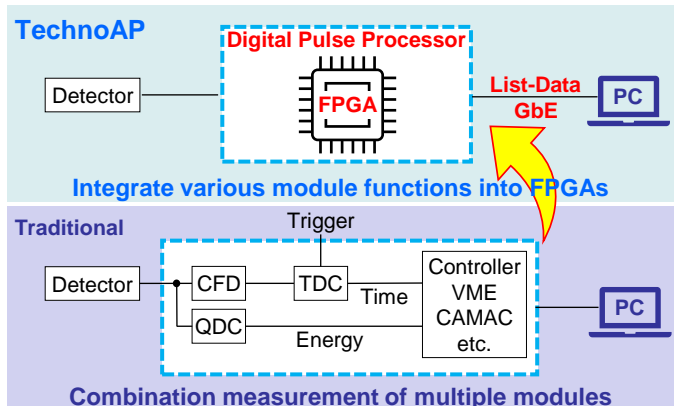 TechnoAP
Digital Pulse Processor
Detector
FPGA
List-Data
GbE
PC
Integrate various module functions into FPGAs
Traditional
Trigger
Detector
CFD
TDC
Time
QDC
Energy
Controller
VME
CAMAC
etc.
PC
Combination measurement of multiple modules